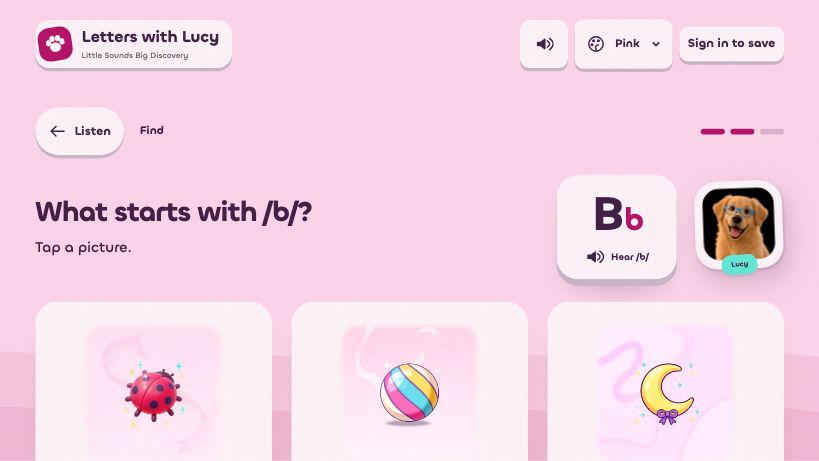 Letters with Lucy
Little Sounds Big Discovery
Pink
Sign in to save
Listen
Find
What starts with /b/?
Tap a picture.
Bb
Hear /b/
Lucy